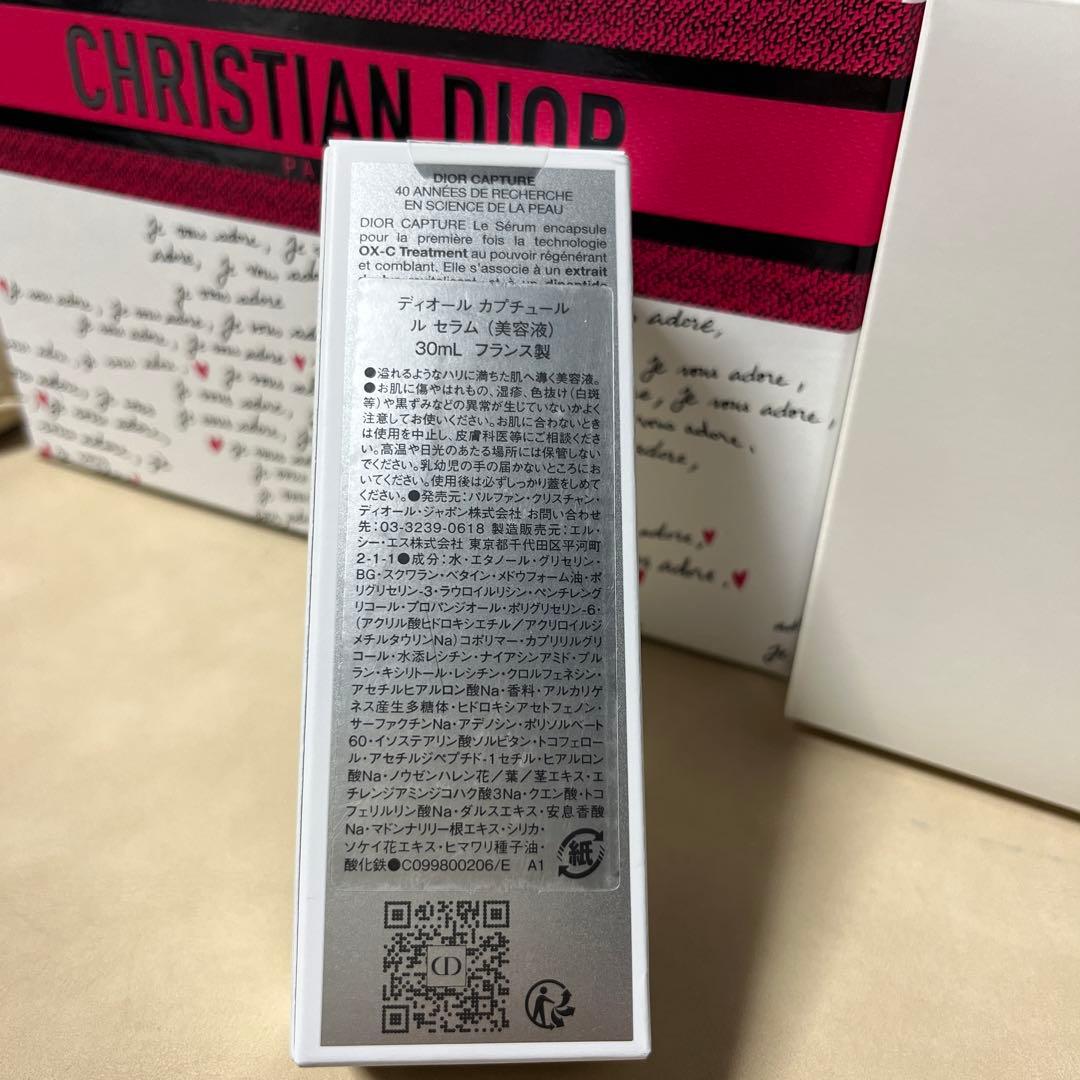 CHRISTIAN DIOR
PA
DIOR CAPTURE
40 ANNÉES DE RECHERCHE
EN SCIENCE DE LA PEAU
DIOR CAPTURE Le Sérum encapsule
pour la première fois la technologie
OX-C Treatment au pouvoir régénérant
et comblant. Elle s'associe à un extrait
ディオール カプチュール
ル セラム（美容液）
30mL フランス製
●溢れるようなハリに満ちた肌へ導く美容液。
●お肌に傷やはれもの、湿疹、色抜け（白斑
等）や黒ずみなどの異常が生じていないかよく
注意してお使いください。お肌に合わないとき
は使用を中止し、皮膚科医等にご相談くださ
い。高温や日光のあたる場所には保管しない
でください。乳幼児の手の届かないところにお
いてください。使用後は必ずしっかり蓋をしめて
ください。●発売元：パルファン・クリスチャン・
ディオール・ジャポン株式会社 お問い合わせ
先：03-3239-0618 製造販売元：エル・
シー・エス株式会社 東京都千代田区平河町
2-1-1●成分：水・エタノール・グリセリン・
BG・スクワラン・ベタイン・メドウフォーム油・ポ
リグリセリン-3・ラウロイルリシン・ペンチレング
リコール・プロパンジオール・ポリグリセリン-6・
（アクリル酸ヒドロキシエチル／アクリロイルジ
メチルタウリンNa）コポリマー・カプリリルグリ
コール・水添レシチン・ナイアシンアミド・プル
ラン・キシリトール・レシチン・クロルフェネシン・
アセチルヒアルロン酸Na・香料・アルカリゲ
ネス産生多糖体・ヒドロキシアセトフェノン・
サーファクチンNa・アデノシン・ポリソルベート
60・イソステアリン酸ソルビタン・トコフェロー
ル・アセチルジペプチド-1セチル・ヒアルロン
酸Na・ノウゼンハレン花／葉／茎エキス・エ
チレンジアミンジコハク酸3Na・クエン酸・トコ
フェリルリン酸Na・ダルスエキス・安息香酸
Na・マドンナリリー根エキス・シリカ・
ソケイ花エキス・ヒマワリ種子油・
酸化鉄●C099800206/E A1
紙
CD
je vous adore, je
adore, je vous ad
je vous adore
je vous adore,
adore,
je vous adore,
je vous adore
vous adore,
adore,
adore,